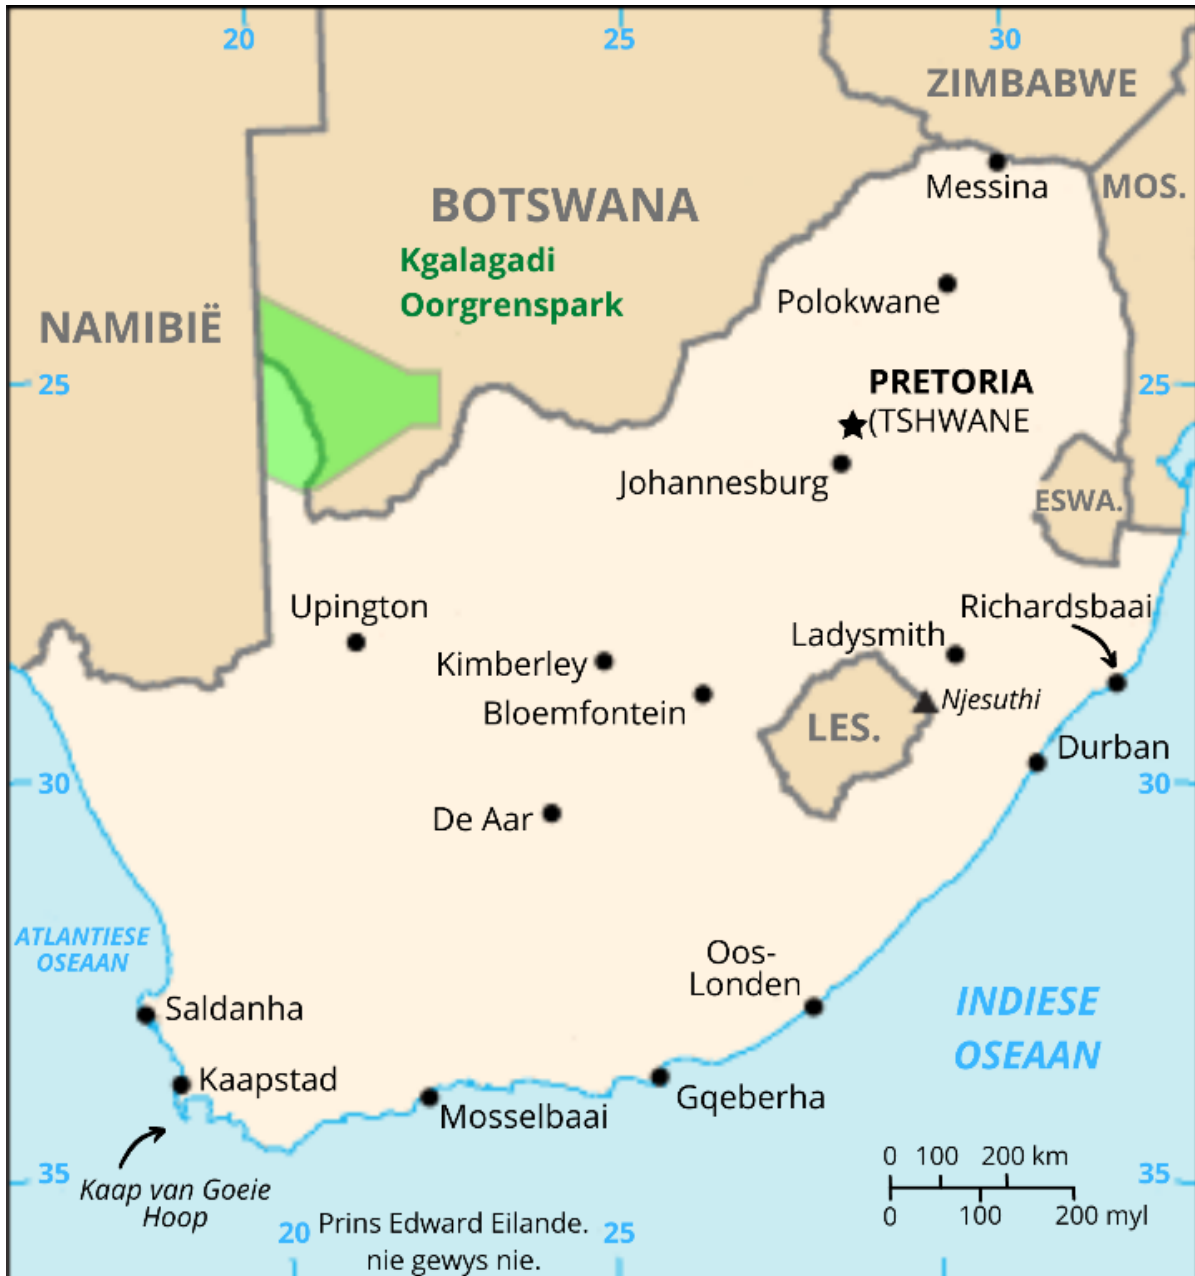 20
25
30
ZIMBABWE
Messina
MOS.
BOTSWANA
Kgalagadi
Oorgrenspark
Polokwane
NAMIBIË
25
PRETORIA
25
(TSHWANE
Johannesburg
ESWA.
Upington
Richardsbaai
Ladysmith
Kimberley
Njesuthi
Bloemfontein
LES.
Durban
30
30
De Aar
ATLANTIESE
OSEAAN
Oos-
Londen
INDIESE
OSEAAN
Saldanha
Kaapstad
Gqeberha
Mosselbaai
0 100 200 km
35
35
Kaap van Goeie
Hoop
0 100 200 myl
20
Prins Edward Eilande.
nie gewys nie.
25